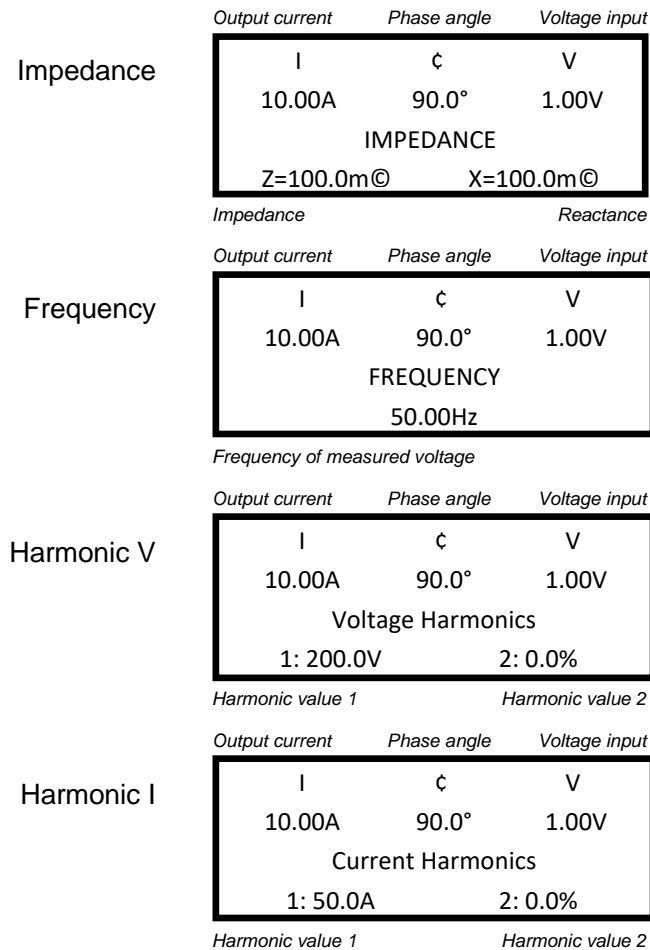 Output current Phase angle Voltage input
Impedance
I ¢ V
10.00A 90.0° 1.00V
IMPEDANCE
Z=100.0m© X=100.0m©
Impedance Reactance
Output current Phase angle Voltage input
Frequency
I ¢ V
10.00A 90.0° 1.00V
FREQUENCY
50.00Hz
Frequency of measured voltage
Output current Phase angle Voltage input
Harmonic V
I ¢ V
10.00A 90.0° 1.00V
Voltage Harmonics
1: 200.0V 2: 0.0%
Harmonic value 1 Harmonic value 2
Output current Phase angle Voltage input
Harmonic I
I ¢ V
10.00A 90.0° 1.00V
Current Harmonics
1: 50.0A 2: 0.0%
Harmonic value 1 Harmonic value 2